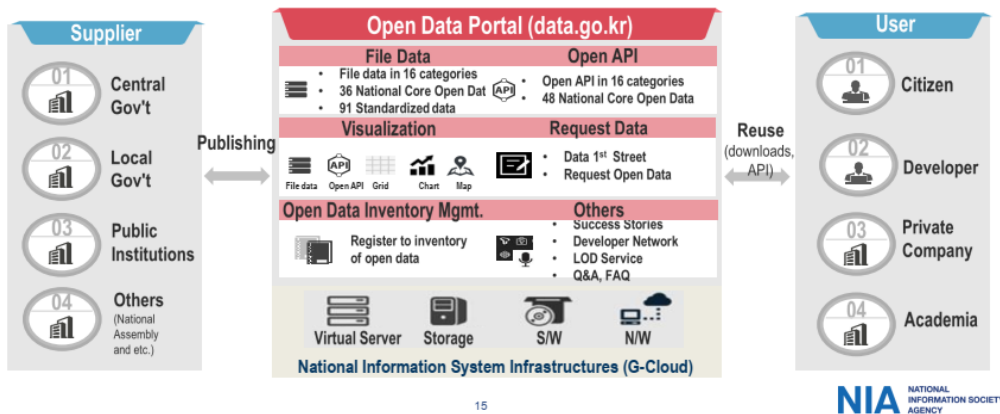 Supplier
01
Central
Gov't
02
Local
Gov't
03
Public
Institutions
04
Others
(National
Assembly
and etc.)
Publishing
Open Data Portal (data.go.kr)
File Data
• File data in 16 categories
• 36 National Core Open Dat
• 91 Standardized data
Open API
API
• Open API in 16 categories
• 48 National Core Open Data
Visualization
API
File data Open API Grid Chart Map
Request Data
• Data 1st Street
• Request Open Data
Open Data Inventory Mgmt.
Register to inventory
of open data
Others
• Success Stories
• Developer Network
• LOD Service
• Q&A, FAQ
Virtual Server Storage S/W N/W
National Information System Infrastructures (G-Cloud)
Reuse
(downloads,
API)
User
01
Citizen
02
Developer
03
Private
Company
04
Academia
15
NIA
NATIONAL
INFORMATION SOCIETY
AGENCY